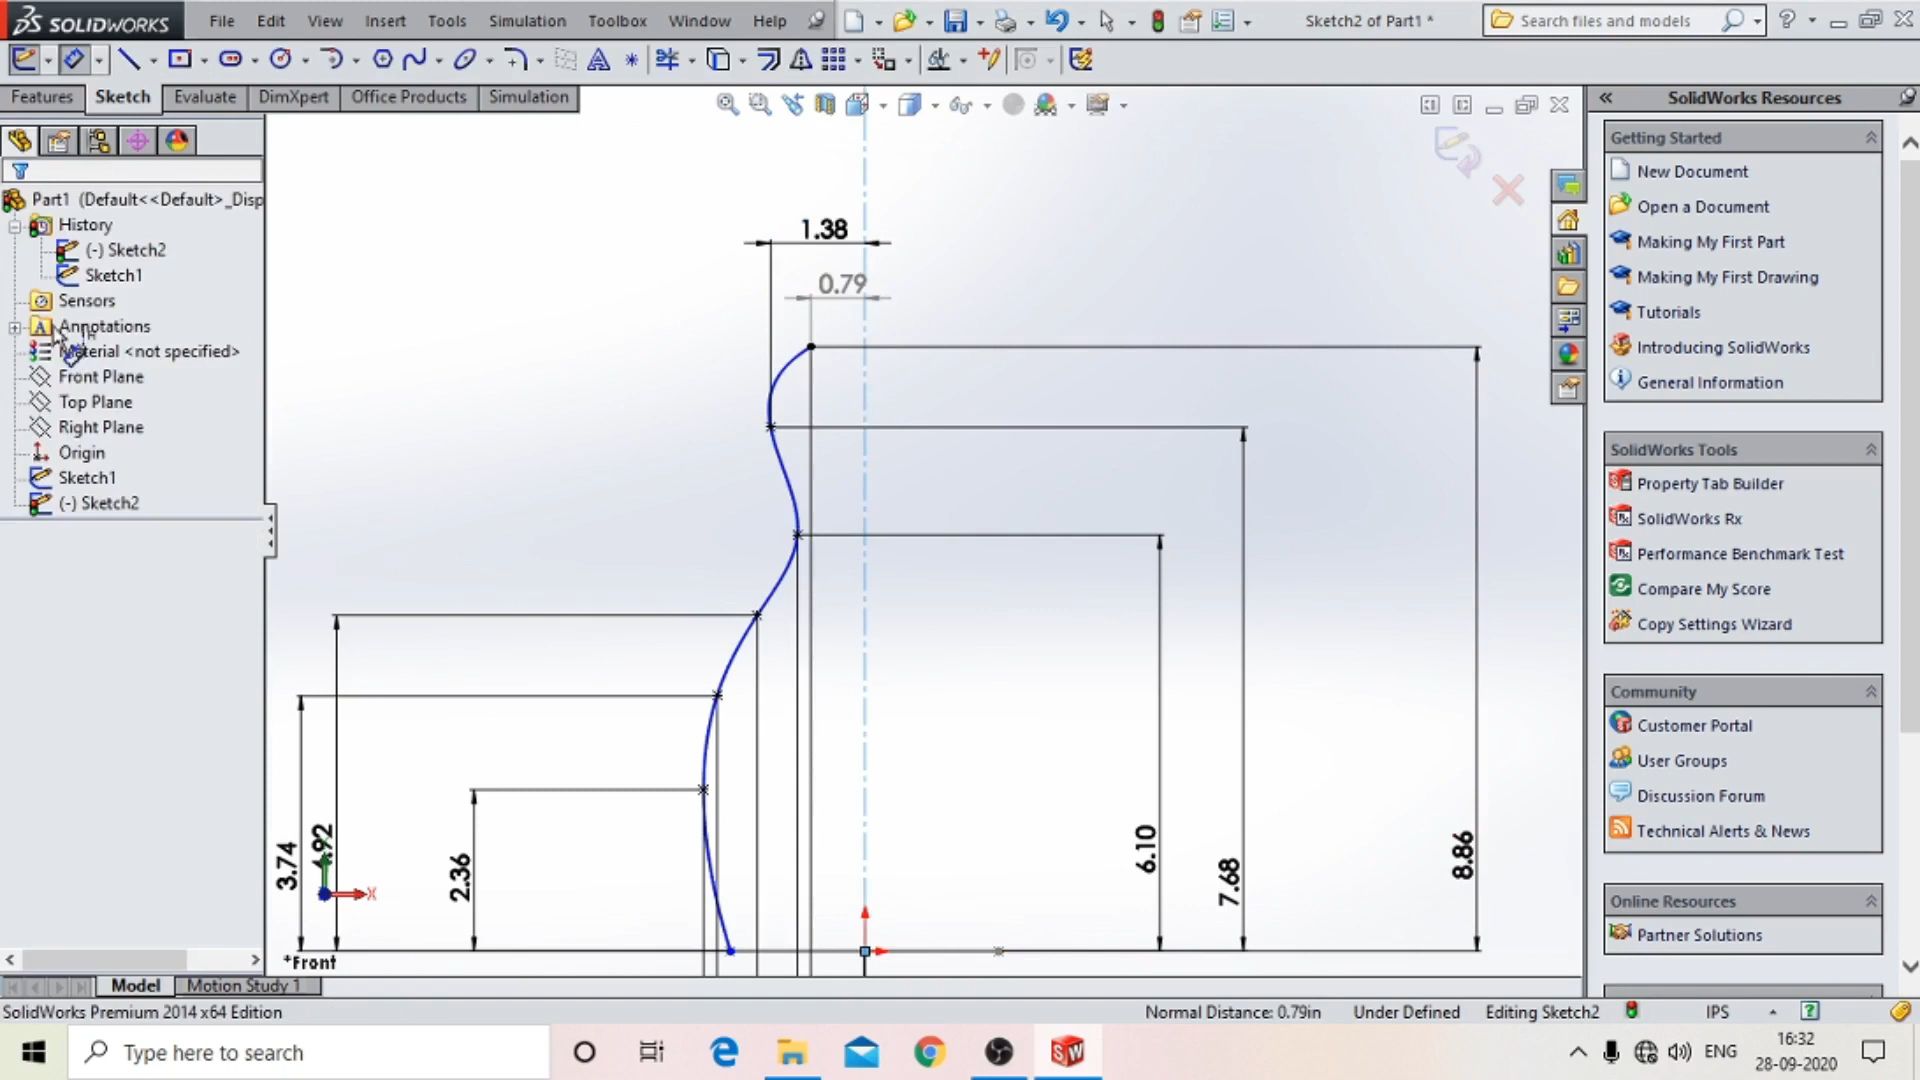 SOLIDWORKS
File Edit View Insert Tools Simulation Toolbox Window Help
Sketch2 of Part1 *
Search files and models
Features Sketch Evaluate DimXpert Office Products Simulation
Part1 (Default<<Default>_Disp
History
(-) Sketch2
Sketch1
Sensors
Annotations
Material <not specified>
Front Plane
Top Plane
Right Plane
Origin
Sketch1
(-) Sketch2
1.38
0.79
3.74
4.92
2.36
6.10
7.68
8.86
X
*Front
SolidWorks Resources
Getting Started
New Document
Open a Document
Making My First Part
Making My First Drawing
Tutorials
Introducing SolidWorks
General Information
SolidWorks Tools
Property Tab Builder
SolidWorks Rx
Performance Benchmark Test
Compare My Score
Copy Settings Wizard
Community
Customer Portal
User Groups
Discussion Forum
Technical Alerts & News
Online Resources
Partner Solutions
Model Motion Study 1
SolidWorks Premium 2014 x64 Edition
Normal Distance: 0.79in Under Defined Editing Sketch2 IPS
Type here to search
ENG
16:32
28-09-2020